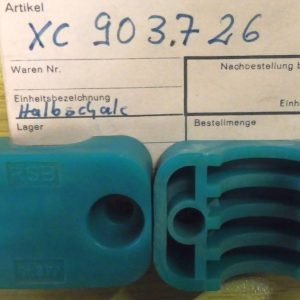 Artikel
XC 903.726
Waren Nr.
Nachbestellung b
Einheitsbezeichnung
Halbschale
Einh
Lager
Bestellmenge
RSB